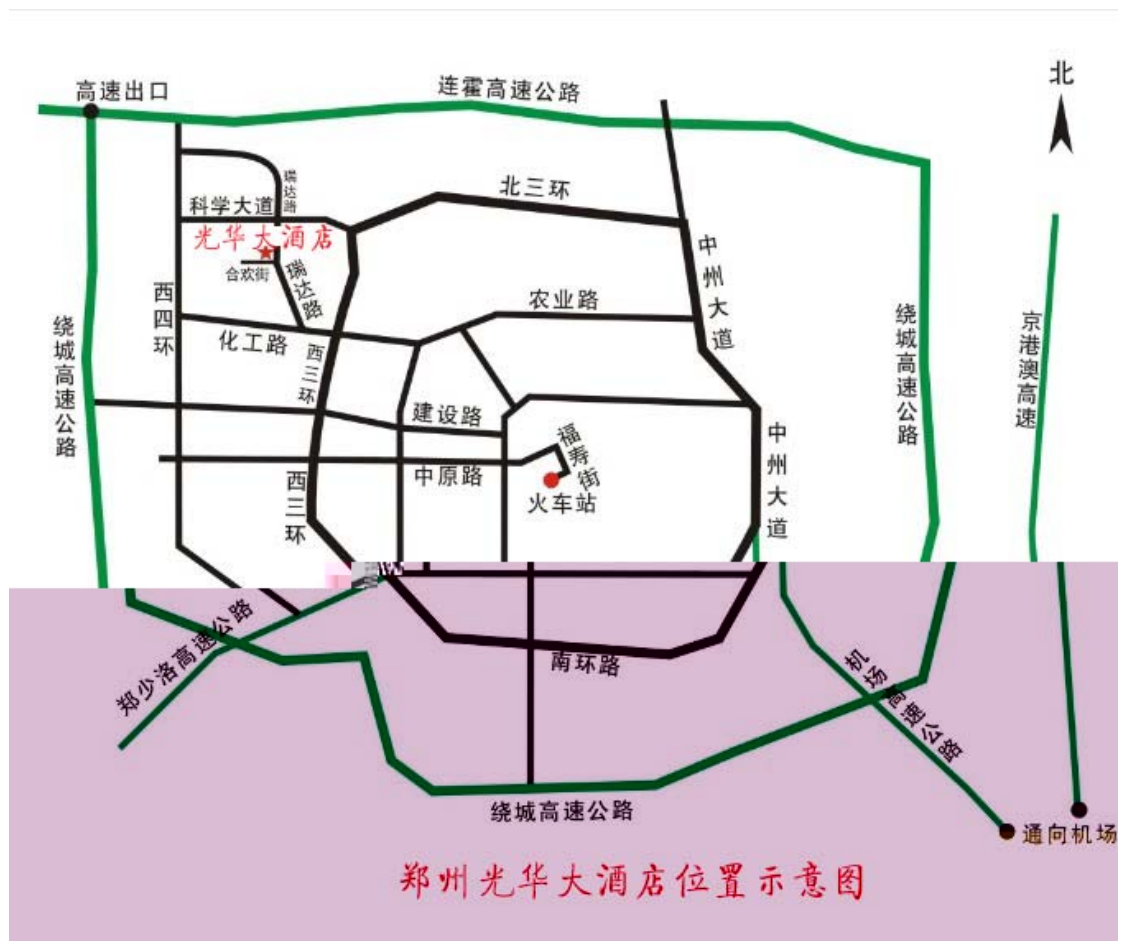 北
高速出口
连霍高速公路
瑞达路
北三环
科学大道
光华大酒店
中州大道
合欢街
瑞达路
西四环
农业路
绕城高速公路
京港澳高速
绕城高速公路
化工路
西三环
建设路
福寿街
中州大道
中原路
西三环
火车站
郑少洛高速公路
南环路
机场高速公路
绕城高速公路
通向机场
郑州光华大酒店位置示意图